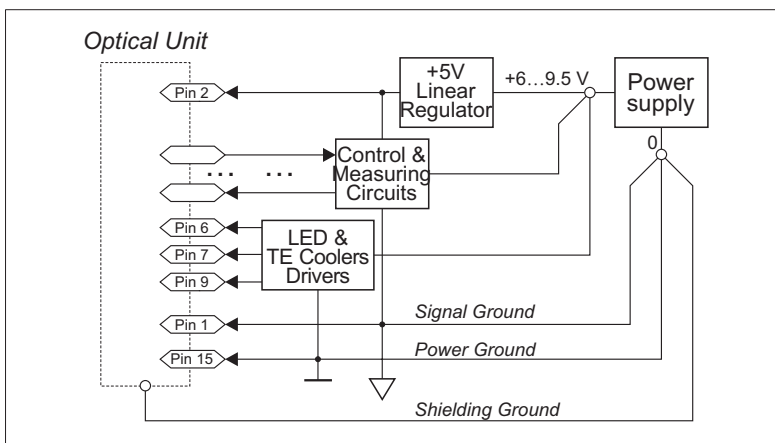 Optical Unit
Pin 2
+5V
Linear
Regulator
+6...9.5 V
Power
supply
0
Control &
Measuring
Circuits
... ...
Pin 6
Pin 7
Pin 9
LED &
TE Coolers
Drivers
Pin 1
Signal Ground
Pin 15
Power Ground
Shielding Ground